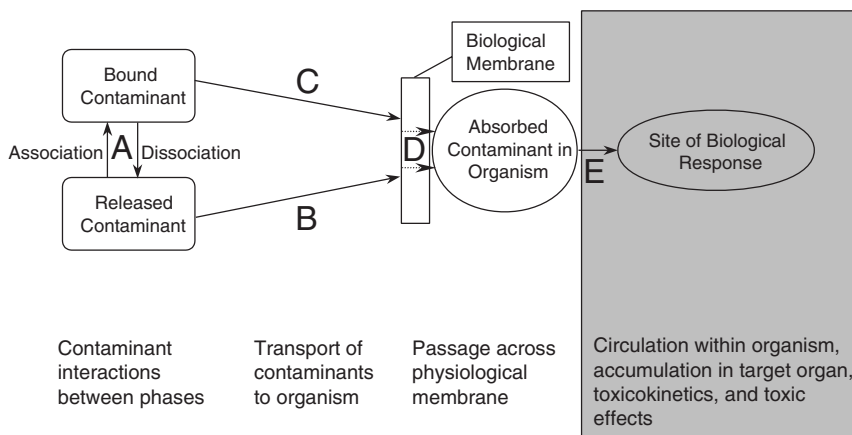 Biological
Membrane
Bound
Contaminant
C
Association
A
Dissociation
D
Absorbed
Contaminant in
Organism
E
Site of Biological
Response
Released
Contaminant
B
Contaminant
interactions
between phases
Transport of
contaminants
to organism
Passage across
physiological
membrane
Circulation within organism,
accumulation in target organ,
toxicokinetics, and toxic
effects